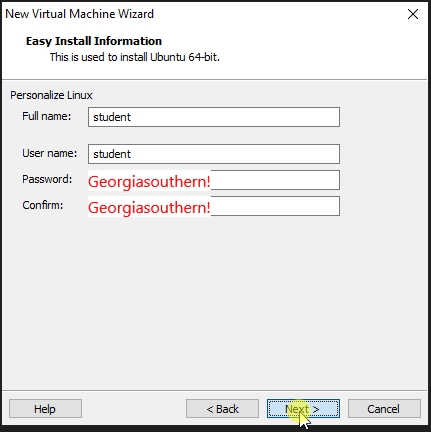 New Virtual Machine Wizard
Easy Install Information
This is used to install Ubuntu 64-bit.
Personalize Linux
Full name: student
User name: student
Password: Georgiasouthern!
Confirm: Georgiasouthern!
Help < Back Next > Cancel